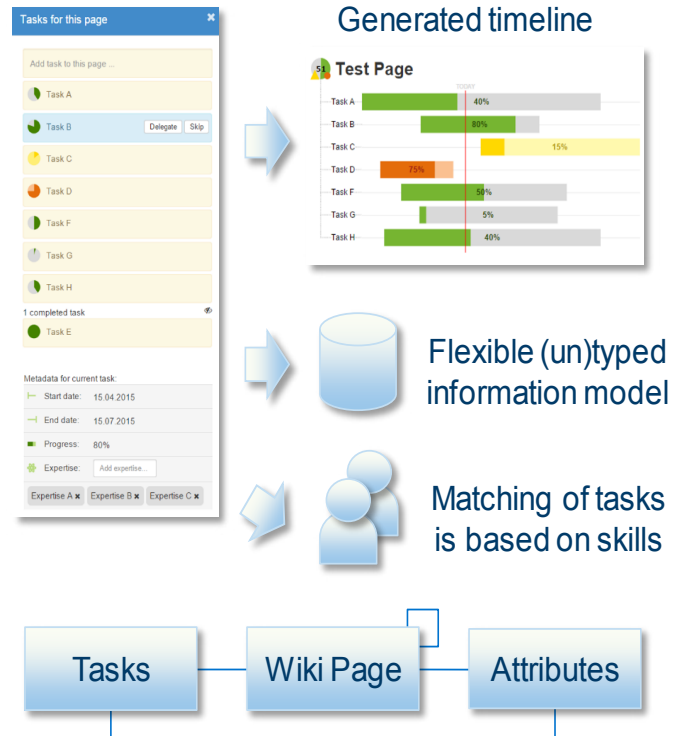 Tasks for this page ×
Add task to this page ...
Task A
Task B Delegate Skip
Task C
Task D
Task F
Task G
Task H
1 completed task
Task E
Metadata for current task:
Start date: 15.04.2015
End date: 15.07.2015
Progress: 80%
Expertise: Add expertise...
Expertise A × Expertise B × Expertise C ×
Generated timeline
51 Test Page
TODAY
Task A 40%
Task B 80%
Task C 15%
Task D 75%
Task F 50%
Task G 5%
Task H 40%
Flexible (un)typed
information model
Matching of tasks
is based on skills
Tasks Wiki Page Attributes